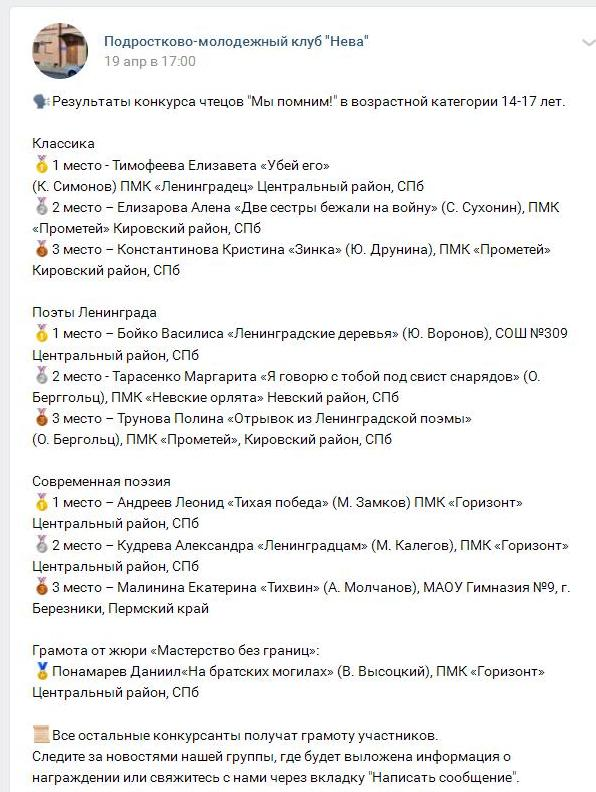 Подростково-молодежный клуб "Нева"
19 апр в 17:00
Результаты конкурса чтецов "Мы помним!" в возрастной категории 14-17 лет.
Классика
1 место - Тимофеева Елизавета «Убей его»
(К. Симонов) ПМК «Ленинградец» Центральный район, СПб
2 место – Елизарова Алена «Две сестры бежали на войну» (С. Сухонин), ПМК
«Прометей» Кировский район, СПб
3 место – Константинова Кристина «Зинка» (Ю. Друнина), ПМК «Прометей»
Кировский район, СПб
Поэты Ленинграда
1 место – Бойко Василиса «Ленинградские деревья» (Ю. Воронов), СОШ №309
Центральный район, СПб
2 место - Тарасенко Маргарита «Я говорю с тобой под свист снарядов» (О.
Берггольц), ПМК «Невские орлята» Невский район, СПб
3 место – Трунова Полина «Отрывок из Ленинградской поэмы»
(О. Бергольц), ПМК «Прометей», Кировский район, СПб
Современная поэзия
1 место – Андреев Леонид «Тихая победа» (М. Замков) ПМК «Горизонт»
Центральный район, СПб
2 место – Кудрева Александра «Ленинградцам» (М. Калегов), ПМК «Горизонт»
Центральный район, СПб
3 место – Малинина Екатерина «Тихвин» (А. Молчанов), МАОУ Гимназия №9, г.
Березники, Пермский край
Грамота от жюри «Мастерство без границ»:
Понамарев Даниил«На братских могилах» (В. Высоцкий), ПМК «Горизонт»
Центральный район, СПб
Все остальные конкурсанты получат грамоту участников.
Следите за новостями нашей группы, где будет выложена информация о
награждении или свяжитесь с нами через вкладку "Написать сообщение".